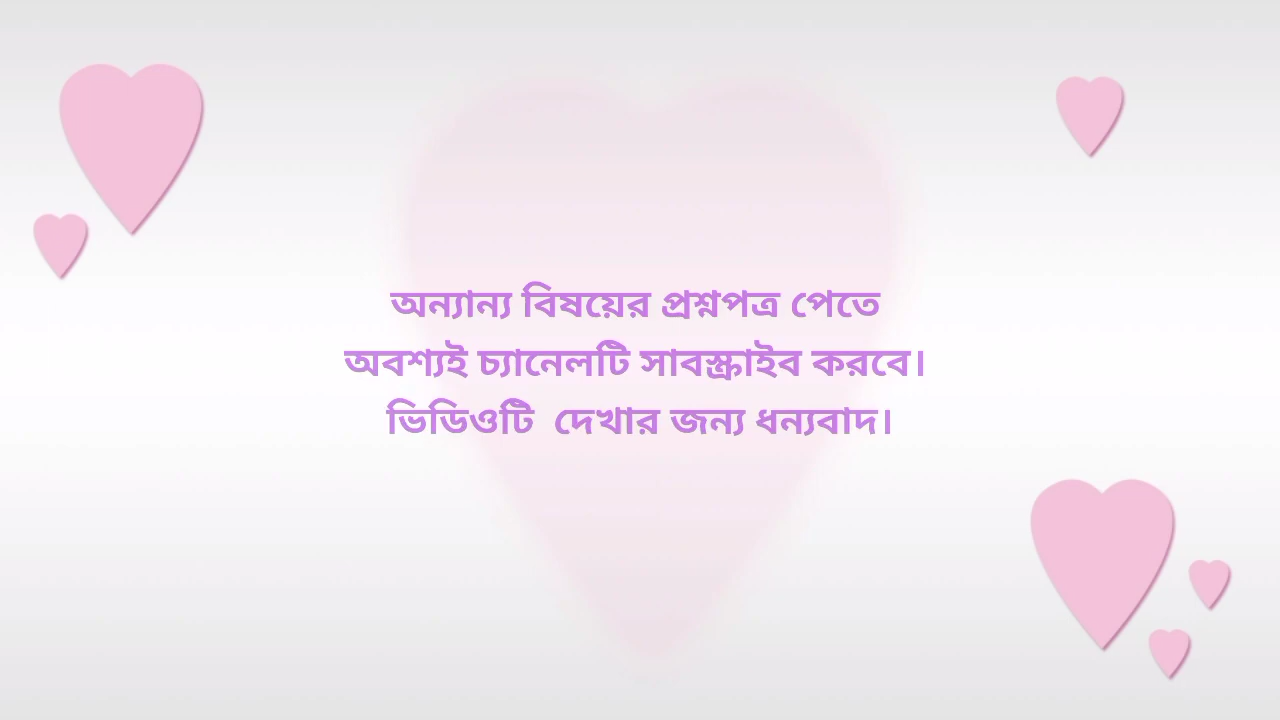 অন্যান্য বিষয়ের প্রশ্নপত্র পেতে
অবশ্যই চ্যানেলটি সাবস্ক্রাইব করবে।
ভিডিওটি  দেখার জন্য ধন্যবাদ।